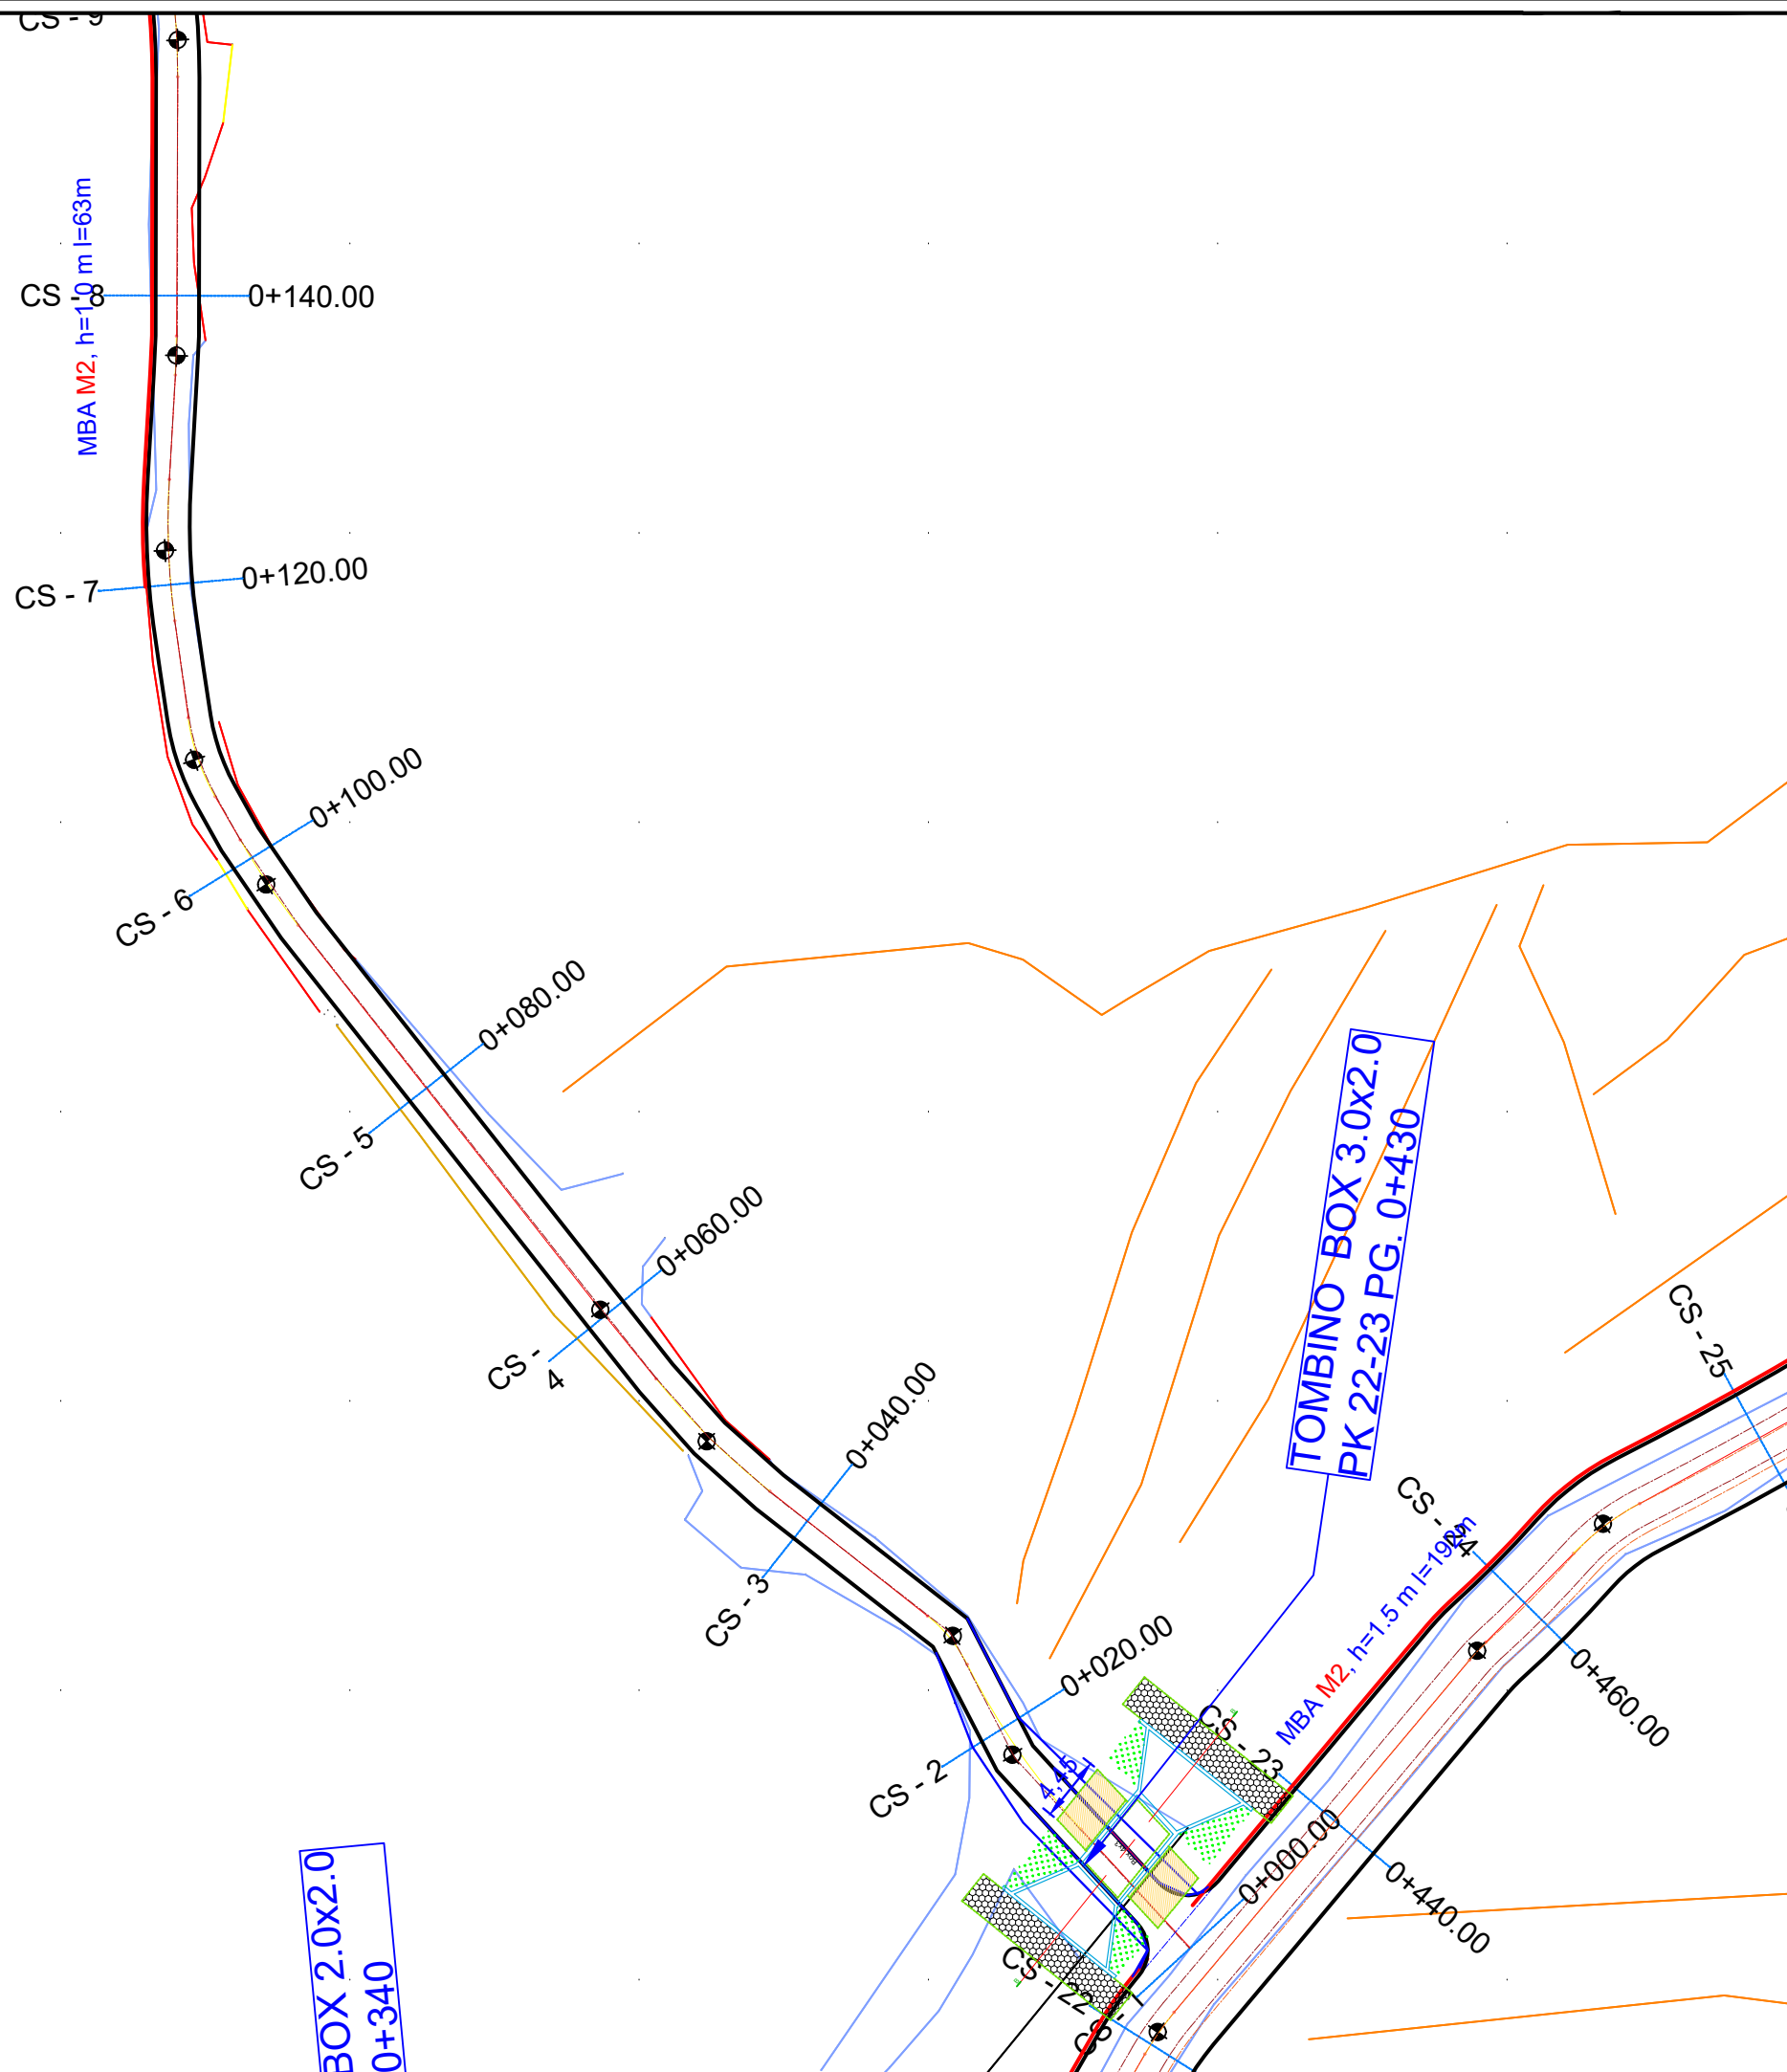 CS - 9
MBA M2, h=1.0 m l=63m
CS - 8
0+140.00
CS - 7
0+120.00
0+100.00
CS - 6
0+080.00
CS - 5
0+060.00
CS -
4
0+040.00
CS - 3
TOMBINO BOX 3.0x2.0
PK 22-23 PG. 0+430
CS - 25
CS - 24
MBA M2, h=1.5 m l=192m
0+460.00
0+020.00
CS - 2
CS - 23
4,45
0+000.00
0+440.00
CS - 22
CS - 1
BOX 2.0x2.0
0+340